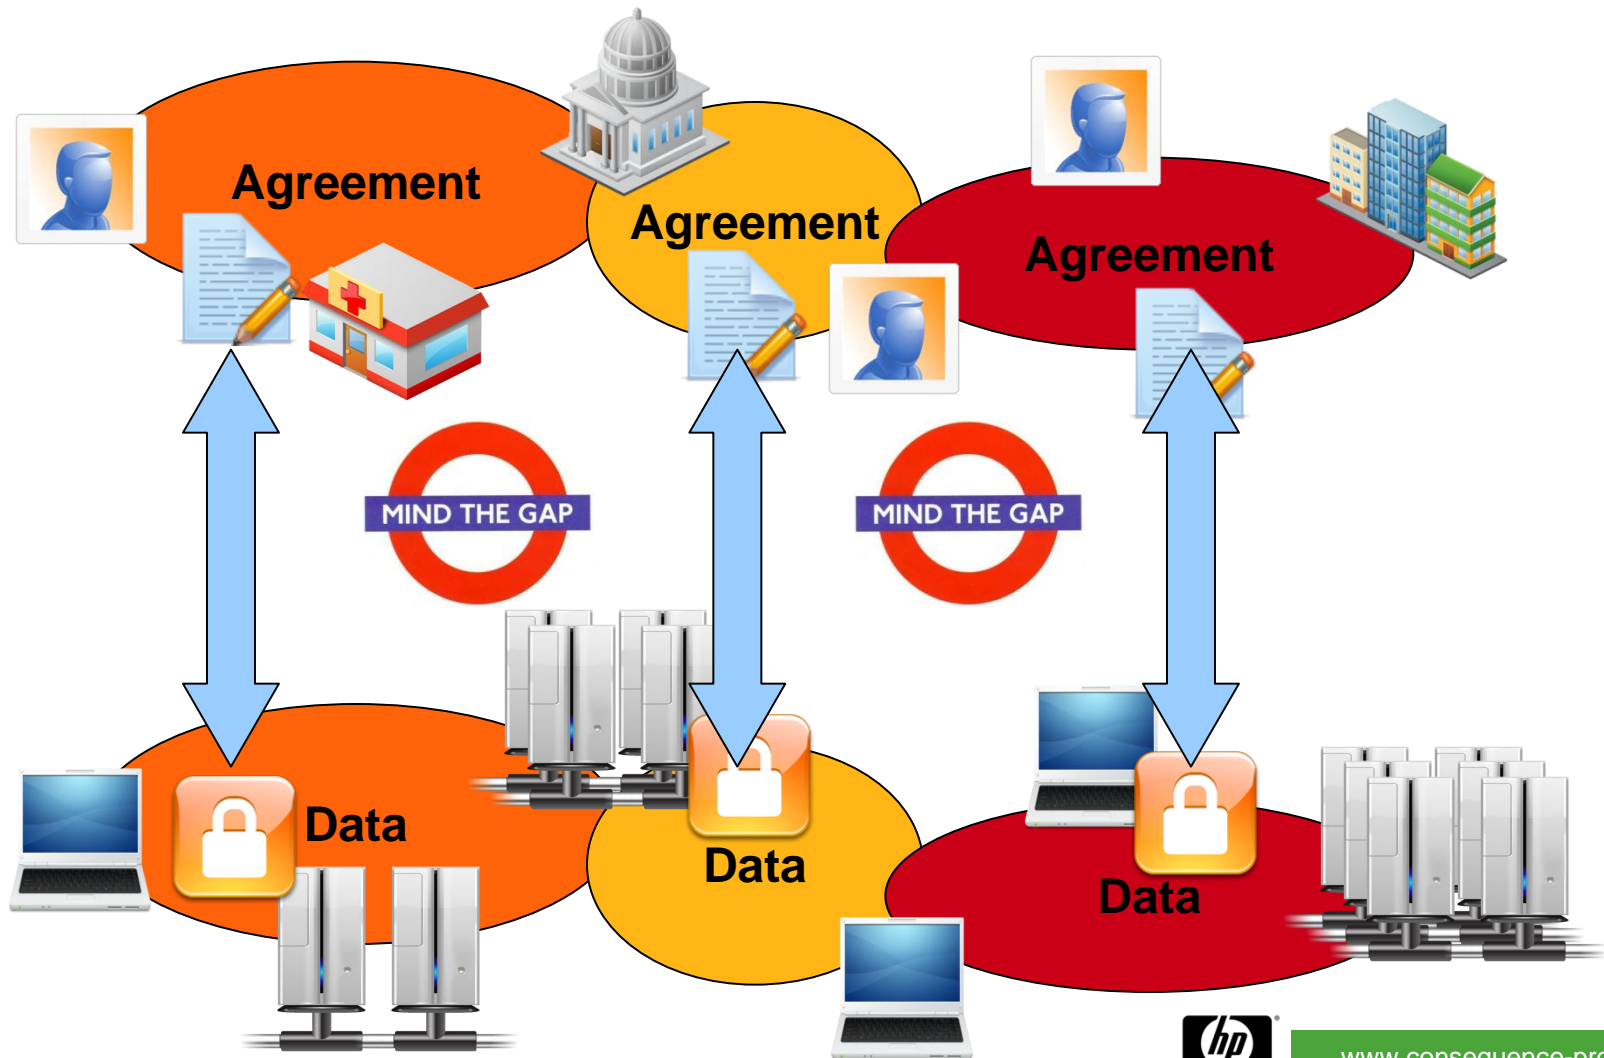 Agreement
Agreement
Agreement
MIND THE GAP
MIND THE GAP
Data
Data
Data
hp